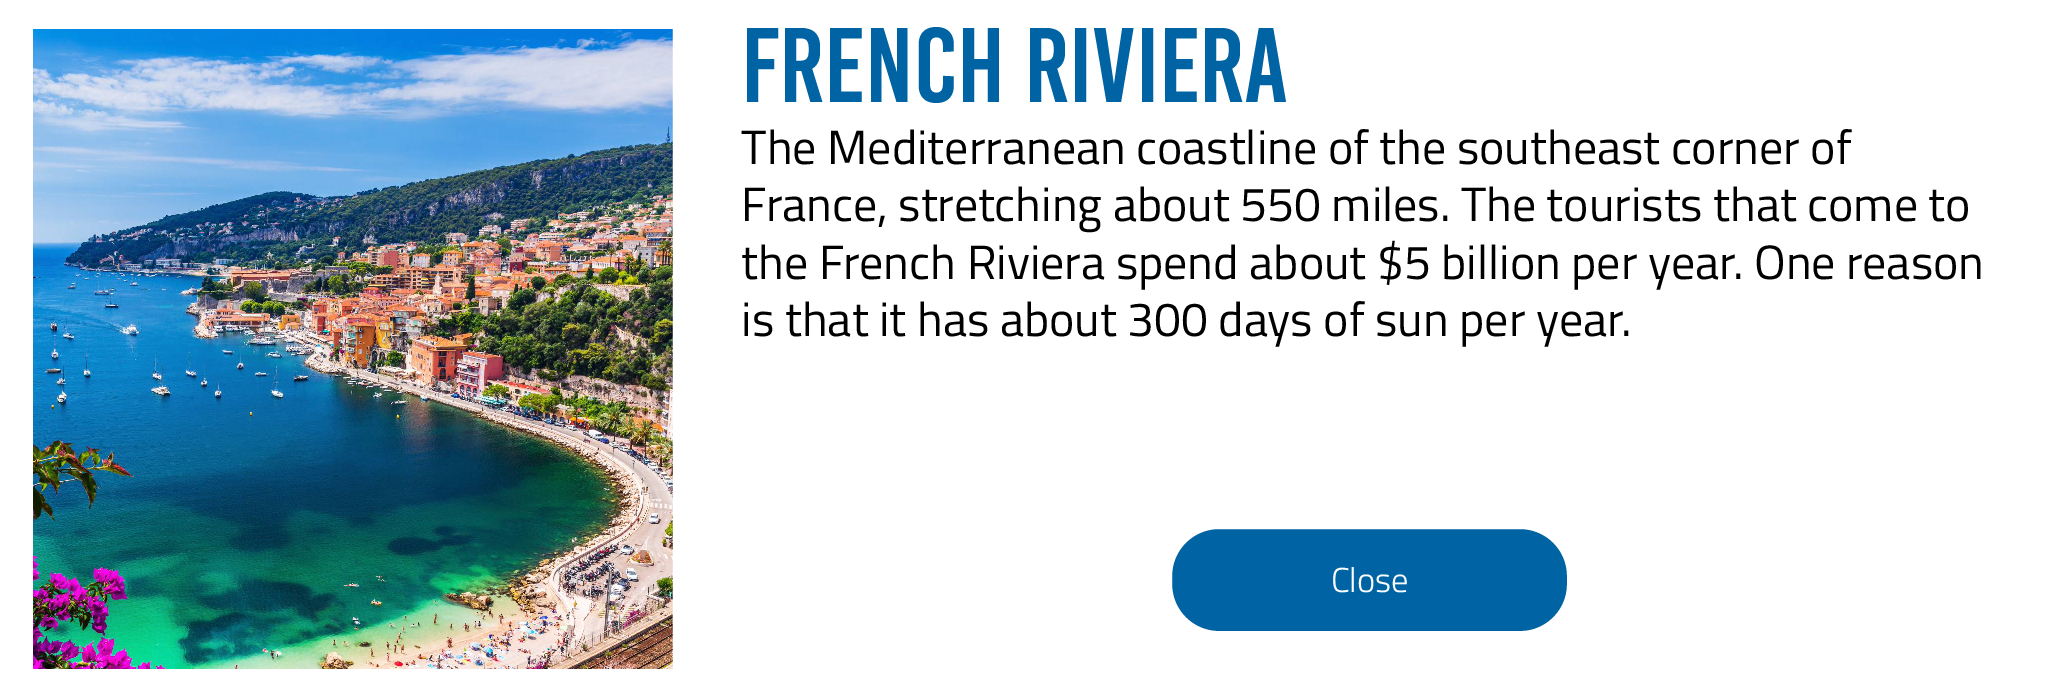 FRENCH RIVIERA
The Mediterranean coastline of the southeast corner of
France, stretching about 550 miles. The tourists that come to
the French Riviera spend about $5 billion per year. One reason
is that it has about 300 days of sun per year.
Close